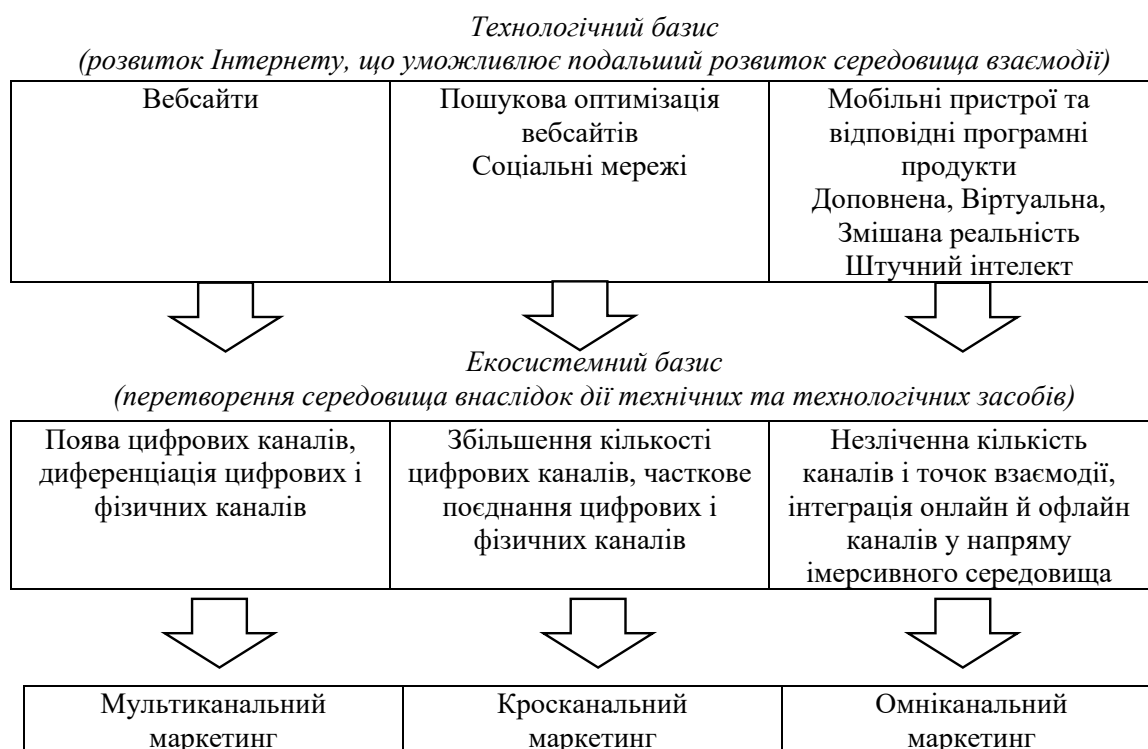 Технологічний базис
(розвиток Інтернету, що уможливлює подальший розвиток середовища взаємодії)
Вебсайти
Пошукова оптимізація
вебсайтів
Соціальні мережі
Мобільні пристрої та
відповідні програмні
продукти
Доповнена, Віртуальна,
Змішана реальність
Штучний інтелект
Екосистемний базис
(перетворення середовища внаслідок дії технічних та технологічних засобів)
Поява цифрових каналів,
диференціація цифрових і
фізичних каналів
Збільшення кількості
цифрових каналів, часткове
поєднання цифрових і
фізичних каналів
Незліченна кількість
каналів і точок взаємодії,
інтеграція онлайн й офлайн
каналів у напряму
імерсивного середовища
Мультиканальний
маркетинг
Кросканальний
маркетинг
Омніканальний
маркетинг